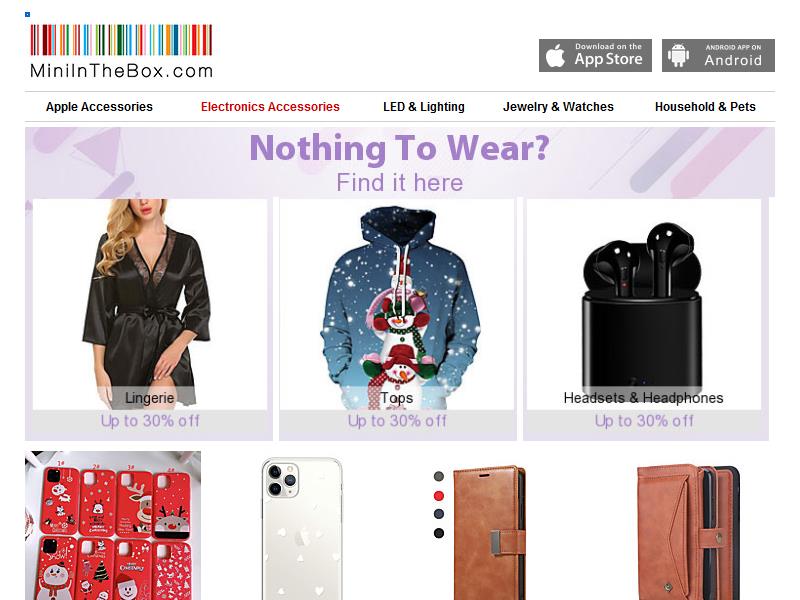 MiniInTheBox.com
Download on the
App Store
ANDROID APP ON
Android
Apple Accessories
Electronics Accessories
LED & Lighting
Jewelry & Watches
Household & Pets
Nothing To Wear?
Find it here
Lingerie
Tops
Headsets & Headphones
Up to 30% off
Up to 30% off
Up to 30% off
1#
2#
3#
4#